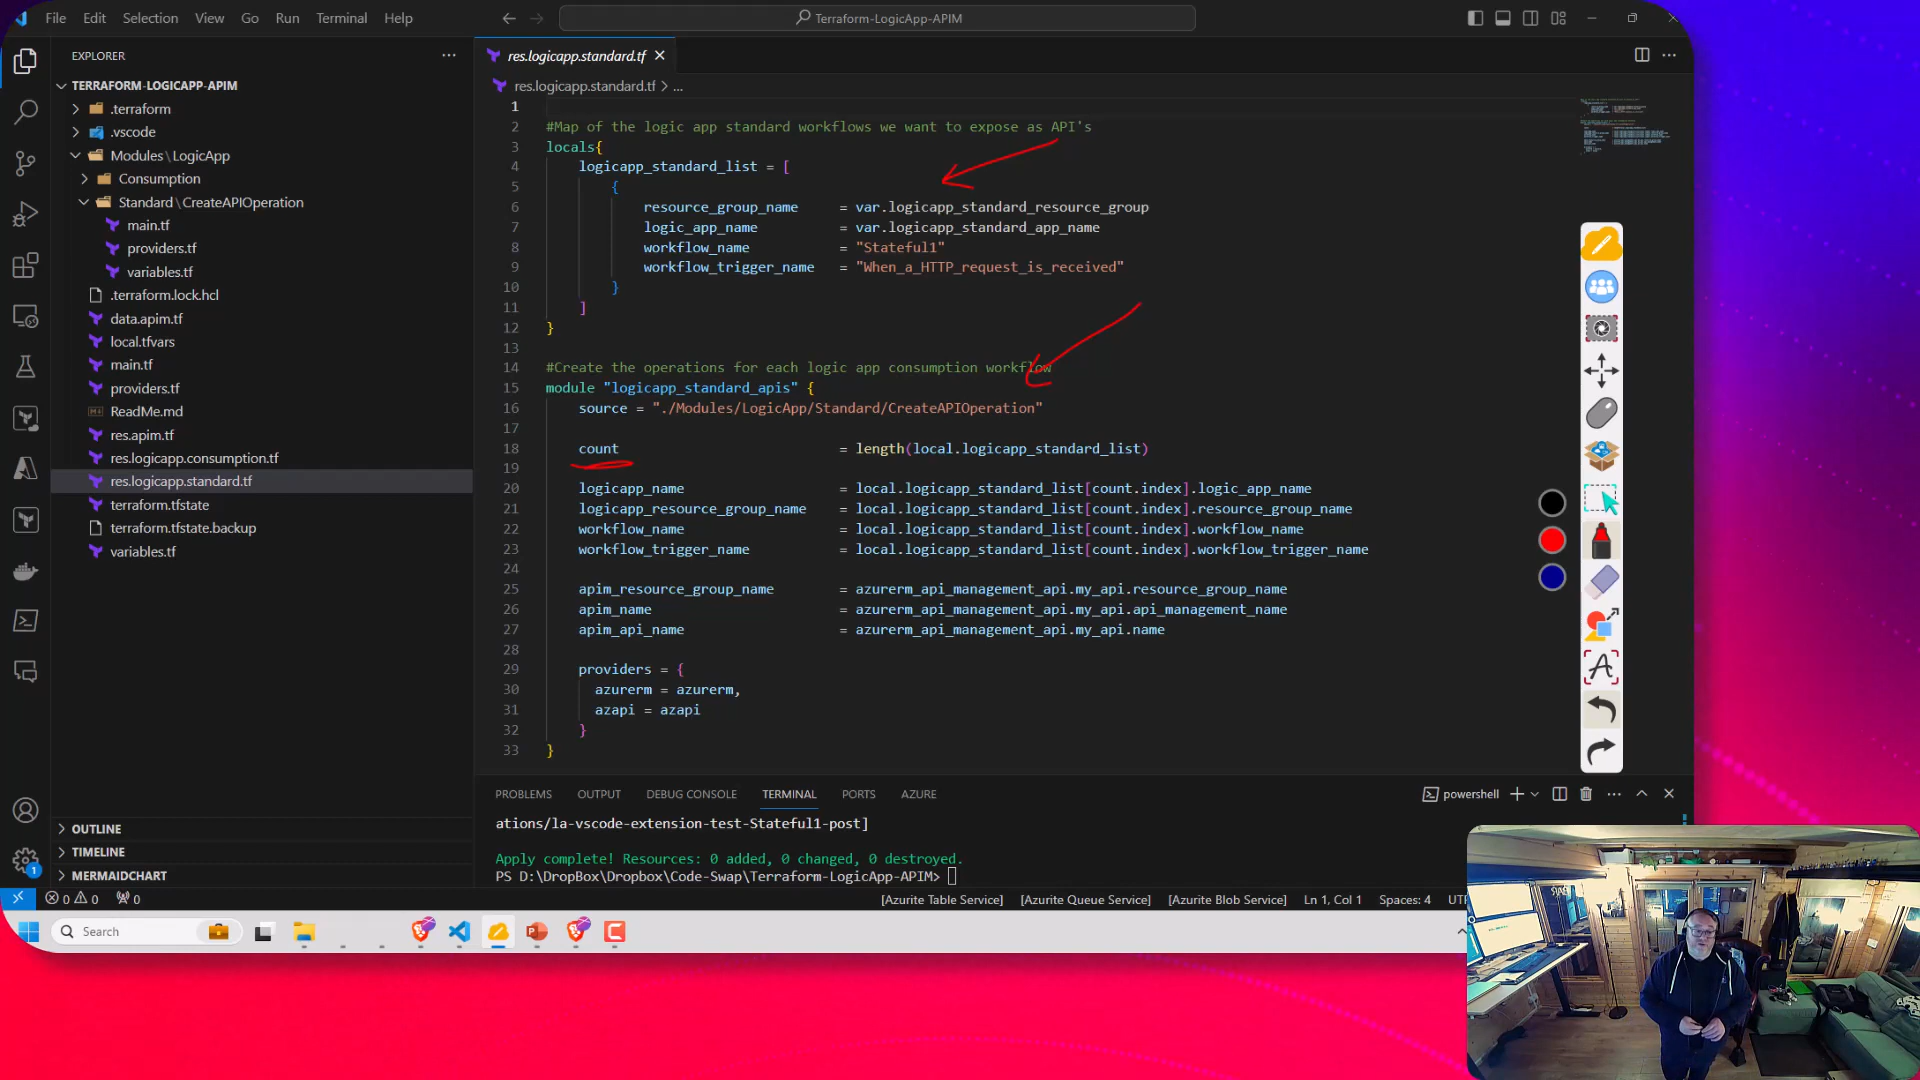 File Edit Selection View Go Run Terminal Help
Terraform-LogicApp-APIM
EXPLORER
TERRAFORM-LOGICAPP-APIM
.terraform
.vscode
Modules\LogicApp
Consumption
Standard\CreateAPIOperation
main.tf
providers.tf
variables.tf
.terraform.lock.hcl
data.apim.tf
local.tfvars
main.tf
providers.tf
ReadMe.md
res.apim.tf
res.logicapp.consumption.tf
res.logicapp.standard.tf
terraform.tfstate
terraform.tfstate.backup
variables.tf
OUTLINE
TIMELINE
MERMAIDCHART
1
res.logicapp.standard.tf
res.logicapp.standard.tf > ...
1
2 #Map of the logic app standard workflows we want to expose as API's
3 locals{
4 logicapp_standard_list = [
5 {
6 resource_group_name = var.logicapp_standard_resource_group
7 logic_app_name = var.logicapp_standard_app_name
8 workflow_name = "Stateful1"
9 workflow_trigger_name = "When_a_HTTP_request_is_received"
10 }
11 ]
12 }
13
14 #Create the operations for each logic app consumption workflow
15 module "logicapp_standard_apis" {
16 source = "./Modules/LogicApp/Standard/CreateAPIOperation"
17
18 count = length(local.logicapp_standard_list)
19
20 logicapp_name = local.logicapp_standard_list[count.index].logic_app_name
21 logicapp_resource_group_name = local.logicapp_standard_list[count.index].resource_group_name
22 workflow_name = local.logicapp_standard_list[count.index].workflow_name
23 workflow_trigger_name = local.logicapp_standard_list[count.index].workflow_trigger_name
24
25 apim_resource_group_name = azurerm_api_management_api.my_api.resource_group_name
26 apim_name = azurerm_api_management_api.my_api.api_management_name
27 apim_api_name = azurerm_api_management_api.my_api.name
28
29 providers = {
30 azurerm = azurerm,
31 azapi = azapi
32 }
33 }
PROBLEMS OUTPUT DEBUG CONSOLE TERMINAL PORTS AZURE
powershell
ations/la-vscode-extension-test-Stateful1-post]
Apply complete! Resources: 0 added, 0 changed, 0 destroyed.
PS D:\DropBox\Dropbox\Code-Swap\Terraform-LogicApp-APIM>
0 0 0 [Azurite Table Service] [Azurite Queue Service] [Azurite Blob Service] Ln 1, Col 1 Spaces: 4 UTF
Search